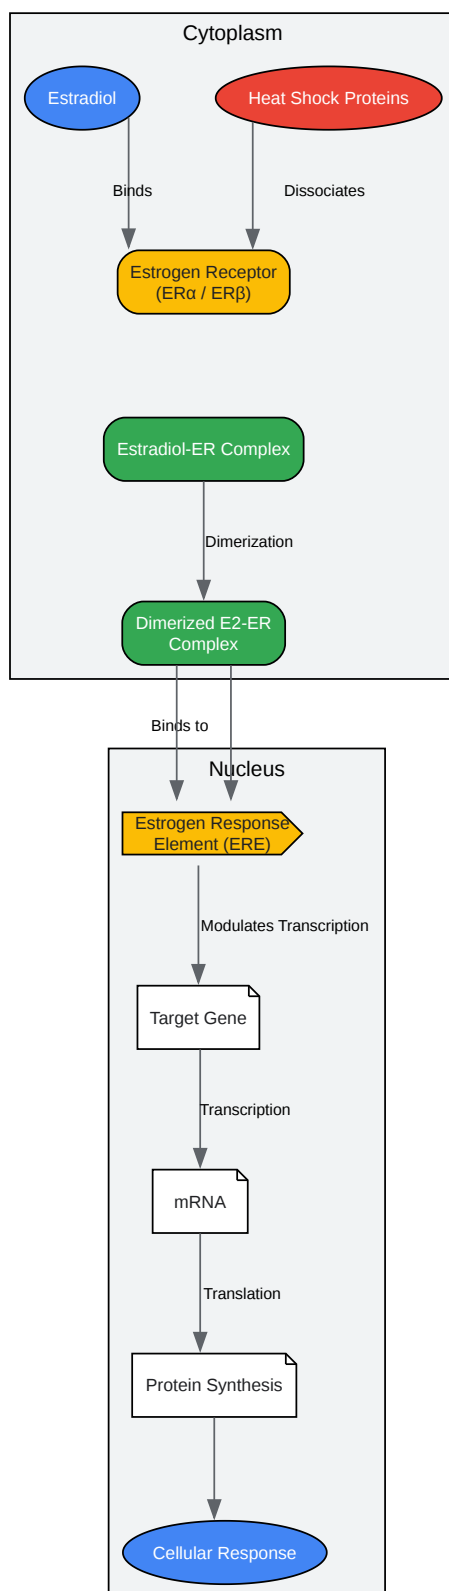 Cytoplasm
Estradiol
Heat Shock Proteins
Binds
Dissociates
Estrogen Receptor
(ERα / ERβ)
Estradiol-ER Complex
Dimerization
Dimerized E2-ER
Complex
Binds to
Nucleus
Estrogen Response
Element (ERE)
Modulates Transcription
Target Gene
Transcription
mRNA
Translation
Protein Synthesis
Cellular Response